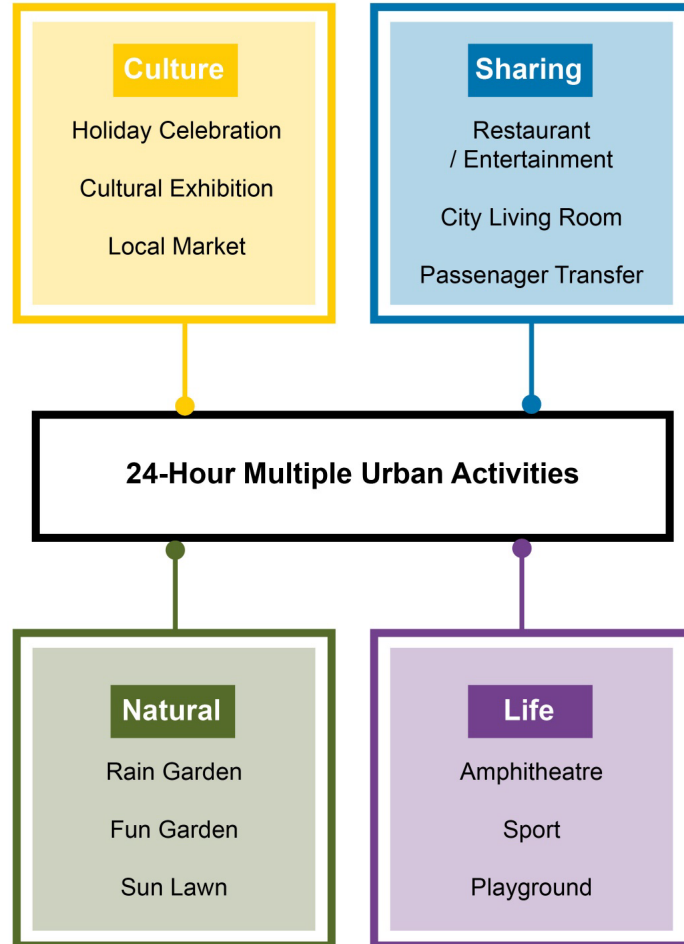 Culture
Holiday Celebration
Cultural Exhibition
Local Market
Sharing
Restaurant
/ Entertainment
City Living Room
Passenager Transfer
24-Hour Multiple Urban Activities
Natural
Rain Garden
Fun Garden
Sun Lawn
Life
Amphitheatre
Sport
Playground